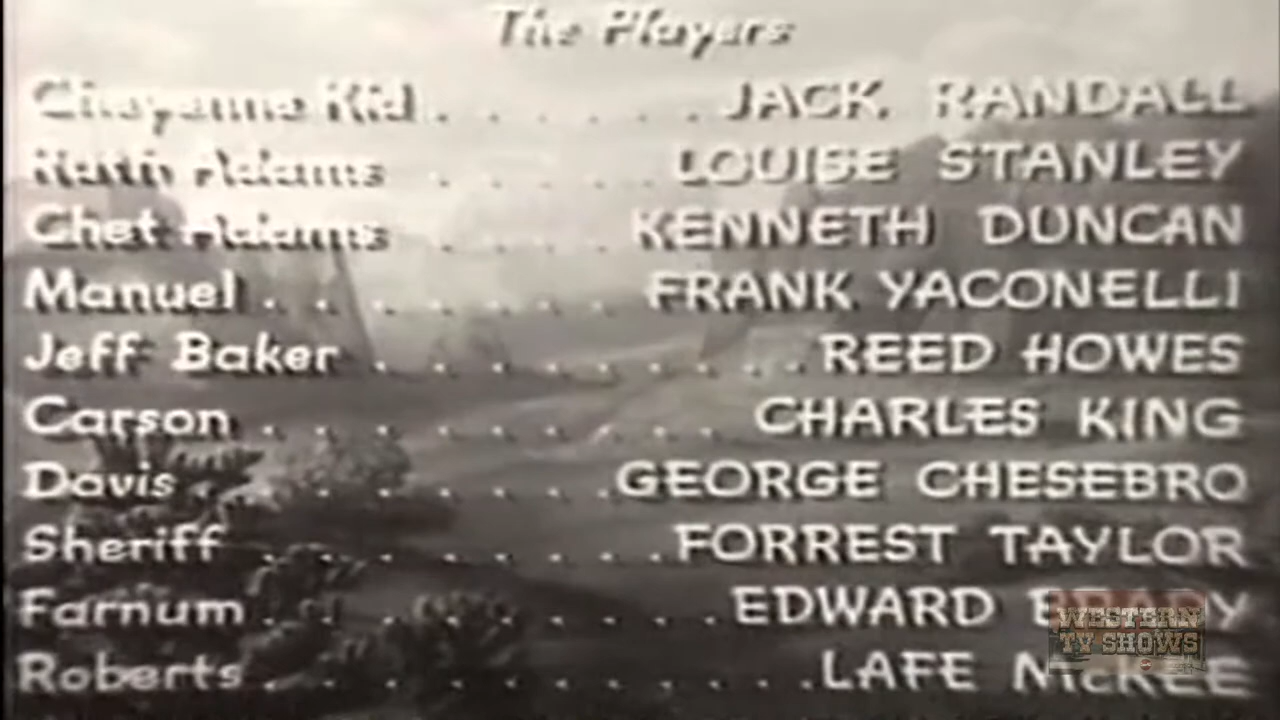 The Players
Cheyenne Kid . . . . . . JACK RANDALL
Ruth Adams . . . . . LOUISE STANLEY
Chet Adams . . . . KENNETH DUNCAN
Manuel . . . . . . . FRANK YACONELLI
Jeff Baker . . . . . . . . REED HOWES
Carson . . . . . . . . . CHARLES KING
Davis . . . . . . . . GEORGE CHESEBRO
Sheriff . . . . . . . . FORREST TAYLOR
Farnum . . . . . . . . . EDWARD
Roberts . . . . . . . . . . . LAFE McKEE
WESTERN
TV SHOWS